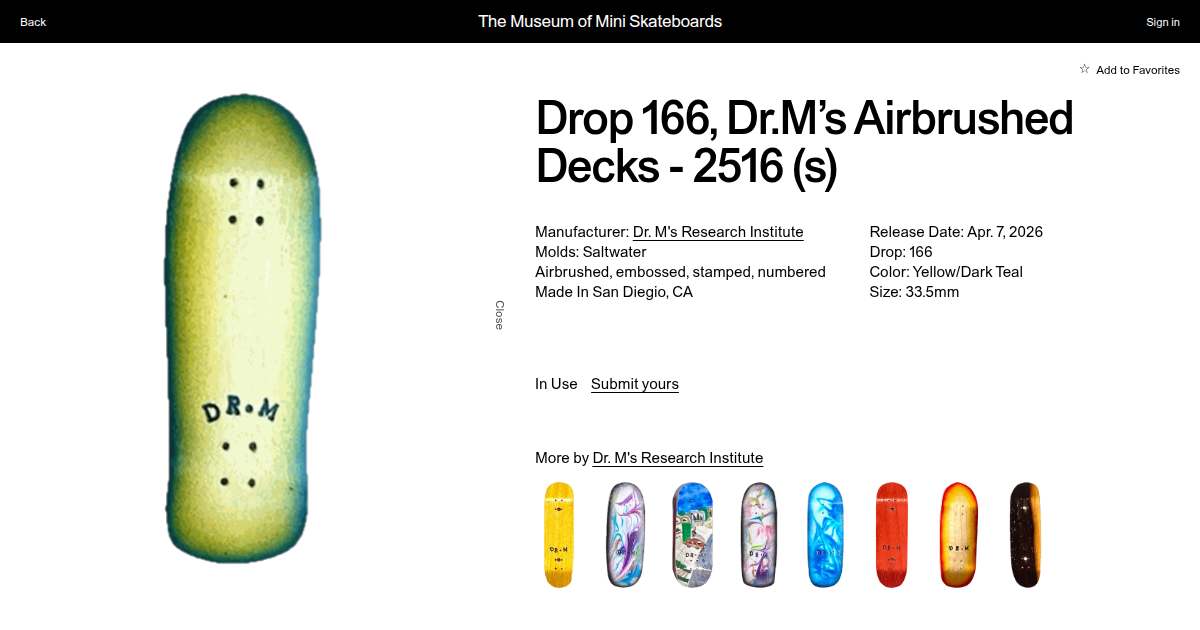 Back
The Museum of Mini Skateboards
Sign in
☆ Add to Favorites
Drop 166, Dr.M’s Airbrushed
Decks - 2516 (s)
Manufacturer: Dr. M's Research Institute
Molds: Saltwater
Airbrushed, embossed, stamped, numbered
Made In San Diegio, CA
Release Date: Apr. 7, 2026
Drop: 166
Color: Yellow/Dark Teal
Size: 33.5mm
Close
DR•M
In Use Submit yours
More by Dr. M's Research Institute
DR•M
DR•M
DR•M